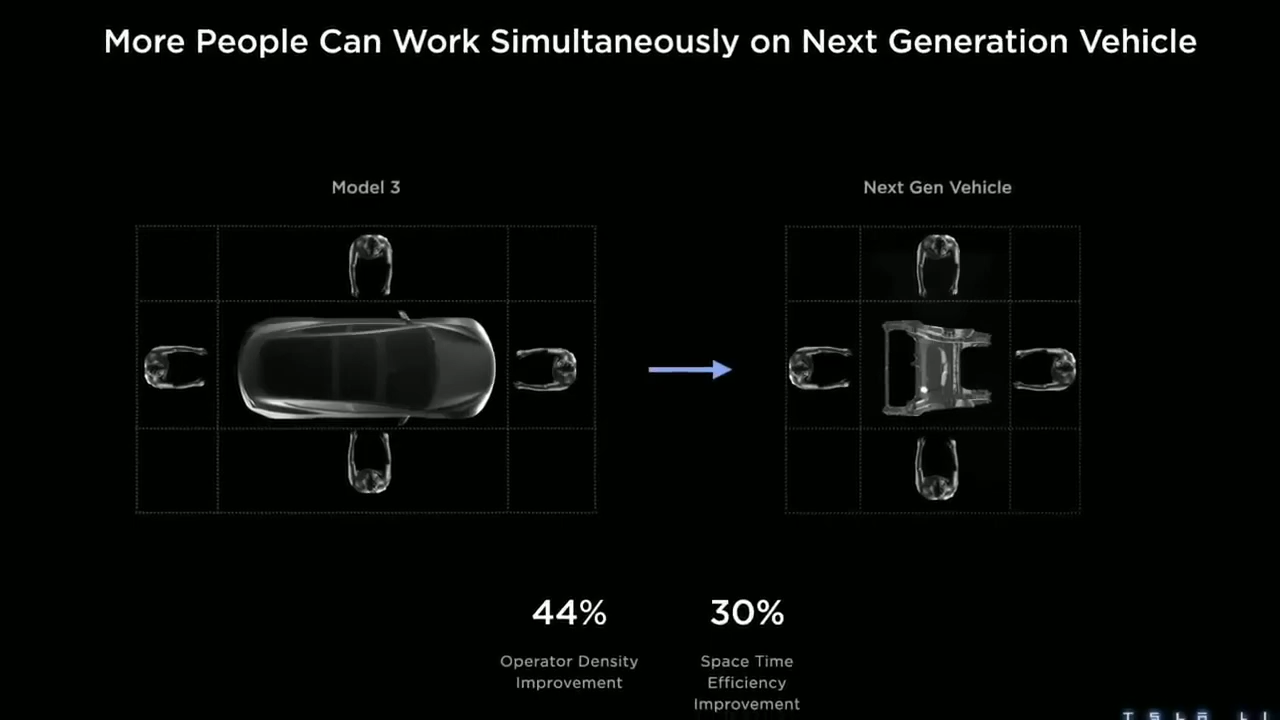 More People Can Work Simultaneously on Next Generation Vehicle
Model 3
Next Gen Vehicle
44%
30%
Operator Density
Improvement
Space Time
Efficiency
Improvement